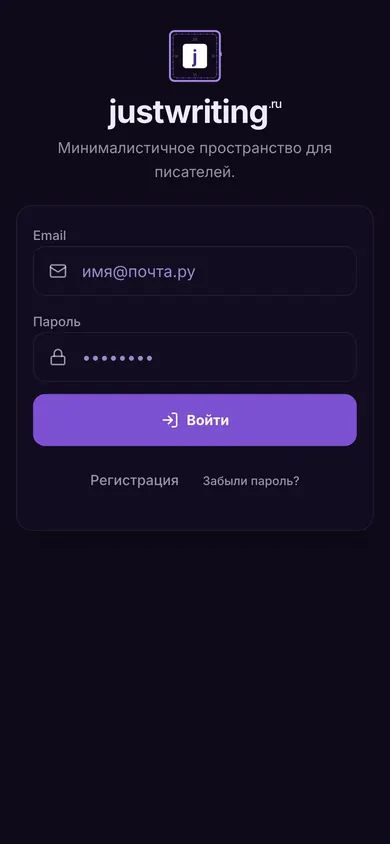 j
justwriting.ru
Минималистичное пространство для
писателей.
Email
имя@почта.ру
Пароль
••••••••
Войти
Регистрация Забыли пароль?